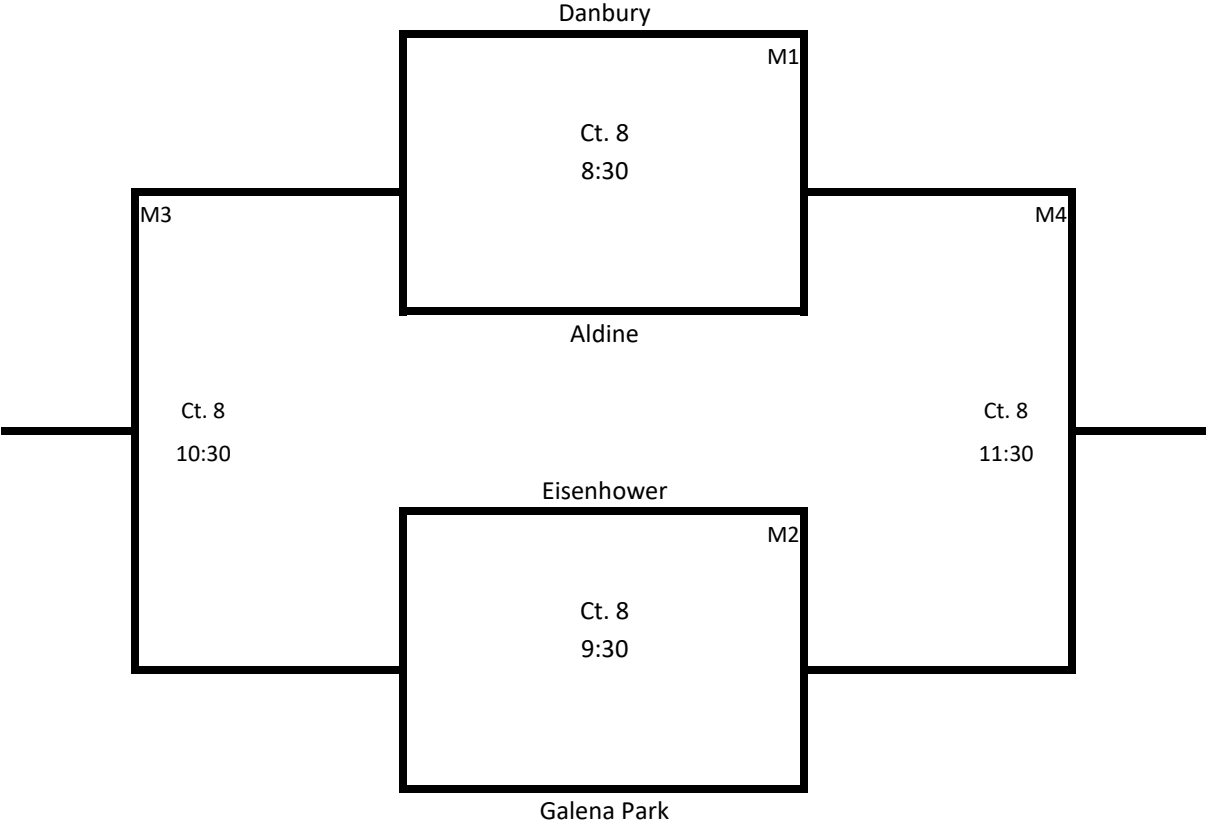 Danbury
M1
Ct. 8
8:30
M3
M4
Aldine
Ct. 8
10:30
Ct. 8
11:30
Eisenhower
M2
Ct. 8
9:30
Galena Park